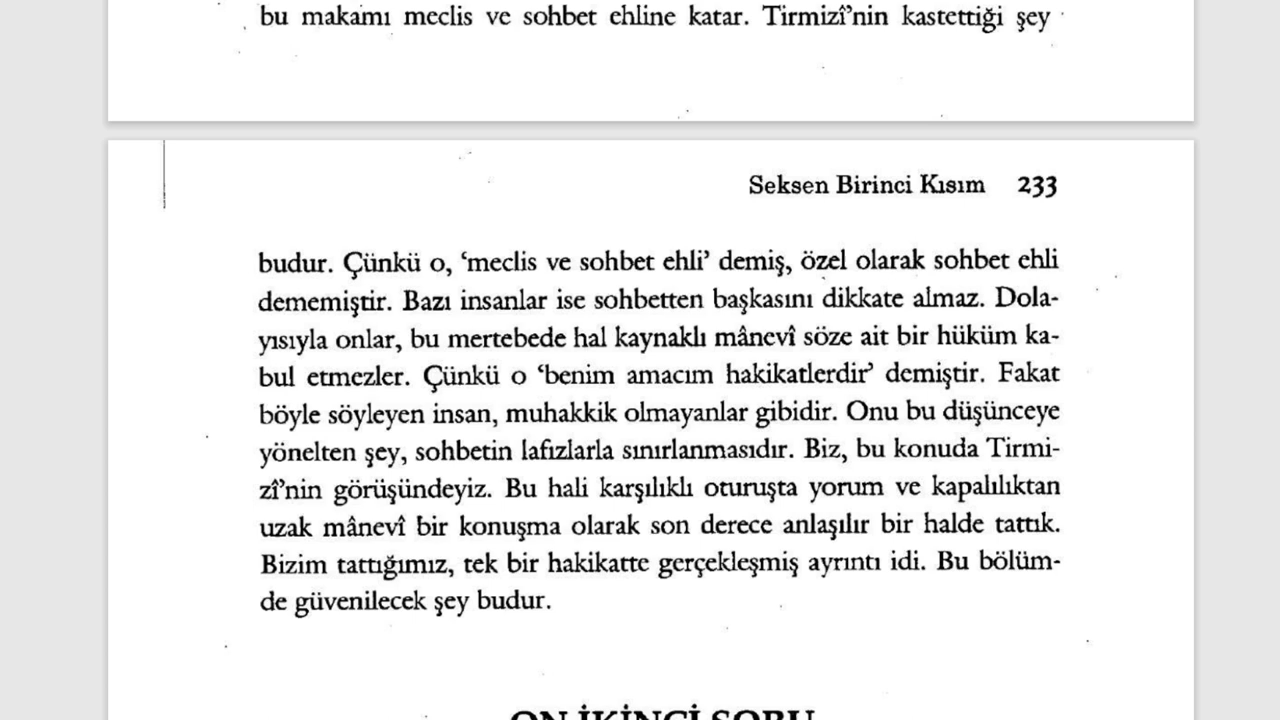 bu makamı meclis ve sohbet ehline katar. Tirmizî’nin kastettiği şey
Seksen Birinci Kısım 233
budur. Çünkü o, ‘meclis ve sohbet ehli’ demiş, özel olarak sohbet ehli
dememiştir. Bazı insanlar ise sohbetten başkasını dikkate almaz. Dola-
yısıyla onlar, bu mertebede hal kaynaklı mânevî söze ait bir hüküm ka-
bul etmezler. Çünkü o ‘benim amacım hakikatlerdir’ demiştir. Fakat
böyle söyleyen insan, muhakkik olmayanlar gibidir. Onu bu düşünceye
yönelten şey, sohbetin lafızlarla sınırlanmasıdır. Biz, bu konuda Tirmi-
zî’nin görüşündeyiz. Bu hali karşılıklı oturuşta yorum ve kapalılıktan
uzak mânevî bir konuşma olarak son derece anlaşılır bir halde tattık.
Bizim tattığımız, tek bir hakikatte gerçekleşmiş ayrıntı idi. Bu bölüm-
de güvenilecek şey budur.
ON İKİNCİ SORU